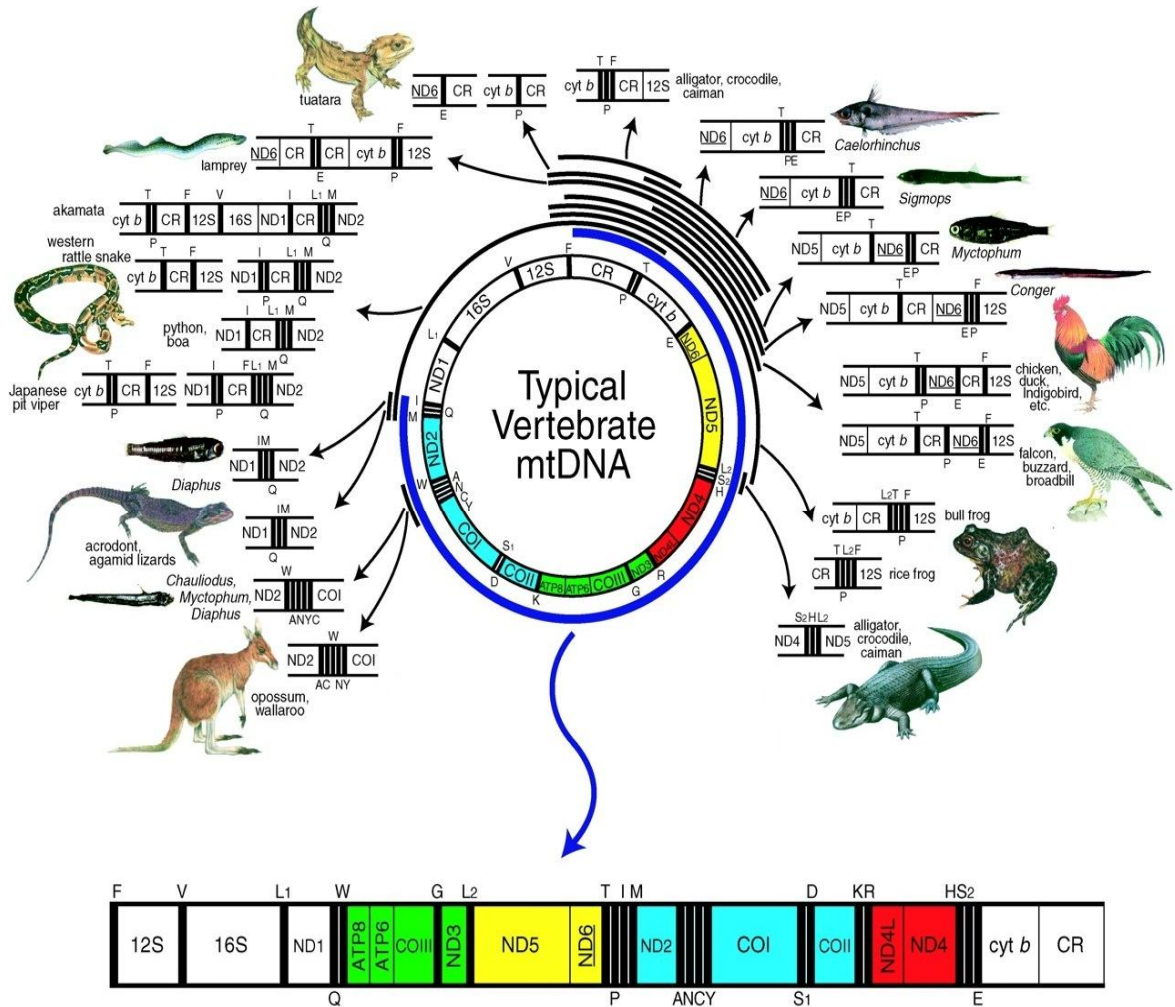 tuatara
ND6 CR
E
cyt b CR
P
T F
cyt b CR 12S
P
alligator, crocodile,
caiman
lamprey
T F
ND6 CR CR cyt b 12S
E P
ND6 cyt b CR
T
PE
Caelorhinchus
akamata
T F V I L1 M
cyt b CR 12S 16S ND1 CR ND2
P Q
T
ND6 cyt b CR
EP
Sigmops
western
rattle snake
T F
cyt b CR 12S
I L1 M
ND1 CR ND2
P Q
T
ND5 cyt b ND6 CR
EP
Myctophum
python,
boa
I L1 M
ND1 CR ND2
Q
T F
ND5 cyt b CR ND6 12S
EP
Conger
Japanese
pit viper
T F
cyt b CR 12S
P
I F L1 M
ND1 CR ND2
P Q
T F
ND5 cyt b ND6 CR 12S
P E
chicken,
duck,
Indigobird,
etc.
T F
ND5 cyt b CR ND6 12S
P E
falcon,
buzzard,
broadbill
Diaphus
IM
ND1 ND2
Q
acrodont,
agamid lizards
IM
ND1 ND2
Q
L2T F
cyt b CR 12S
P
bull frog
T L2F
CR 12S
P
rice frog
Chauliodus,
Myctophum,
Diaphus
W
ND2 COI
ANYC
S2HL2
ND4 ND5
alligator,
crocodile,
caiman
opossum,
wallaroo
W
ND2 COI
AC NY
Typical
Vertebrate
mtDNA
F
CR
T
P
cyt b
E
ND6
ND5
L2
S2
H
ND4
ND4L
R
ND3
G
COIII
ATP6
ATP8
K
COII
D
S1
COI
A
N
C
Y
W
ND2
M
I
Q
ND1
L1
16S
V
12S
F V L1 W G L2 T I M D KR HS2
12S 16S ND1 ATP8 ATP6 COIII ND3 ND5 ND6 ND2 COI COII ND4L ND4 cyt b CR
Q P ANCY S1 E